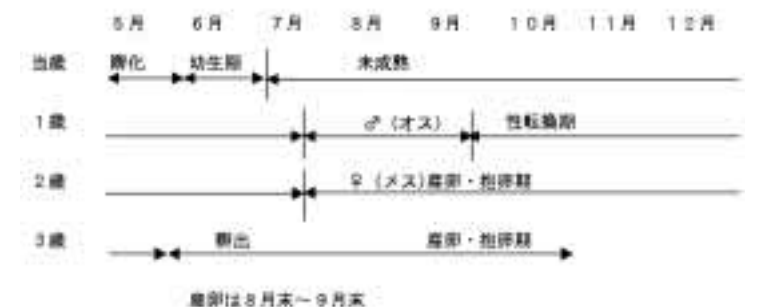 5月 6月 7月 8月 9月 10月 11月 12月
当歳 孵化 幼生期 未成熟
1歳 ♂(オス) 性転換期
2歳 ♀(メス)産卵・抱卵期
3歳 孵出 産卵・抱卵期
産卵は8月末~9月末